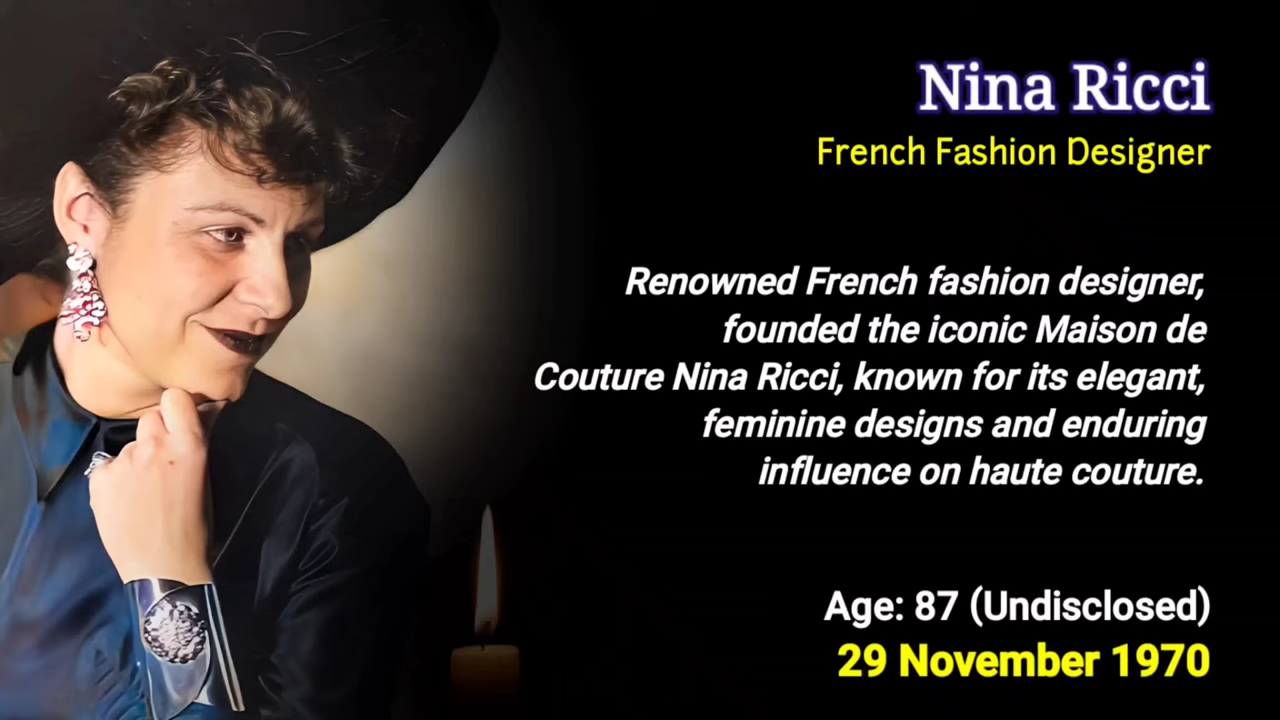 Nina Ricci
French Fashion Designer
Renowned French fashion designer,
founded the iconic Maison de
Couture Nina Ricci, known for its elegant,
feminine designs and enduring
influence on haute couture.
Age: 87 (Undisclosed)
29 November 1970